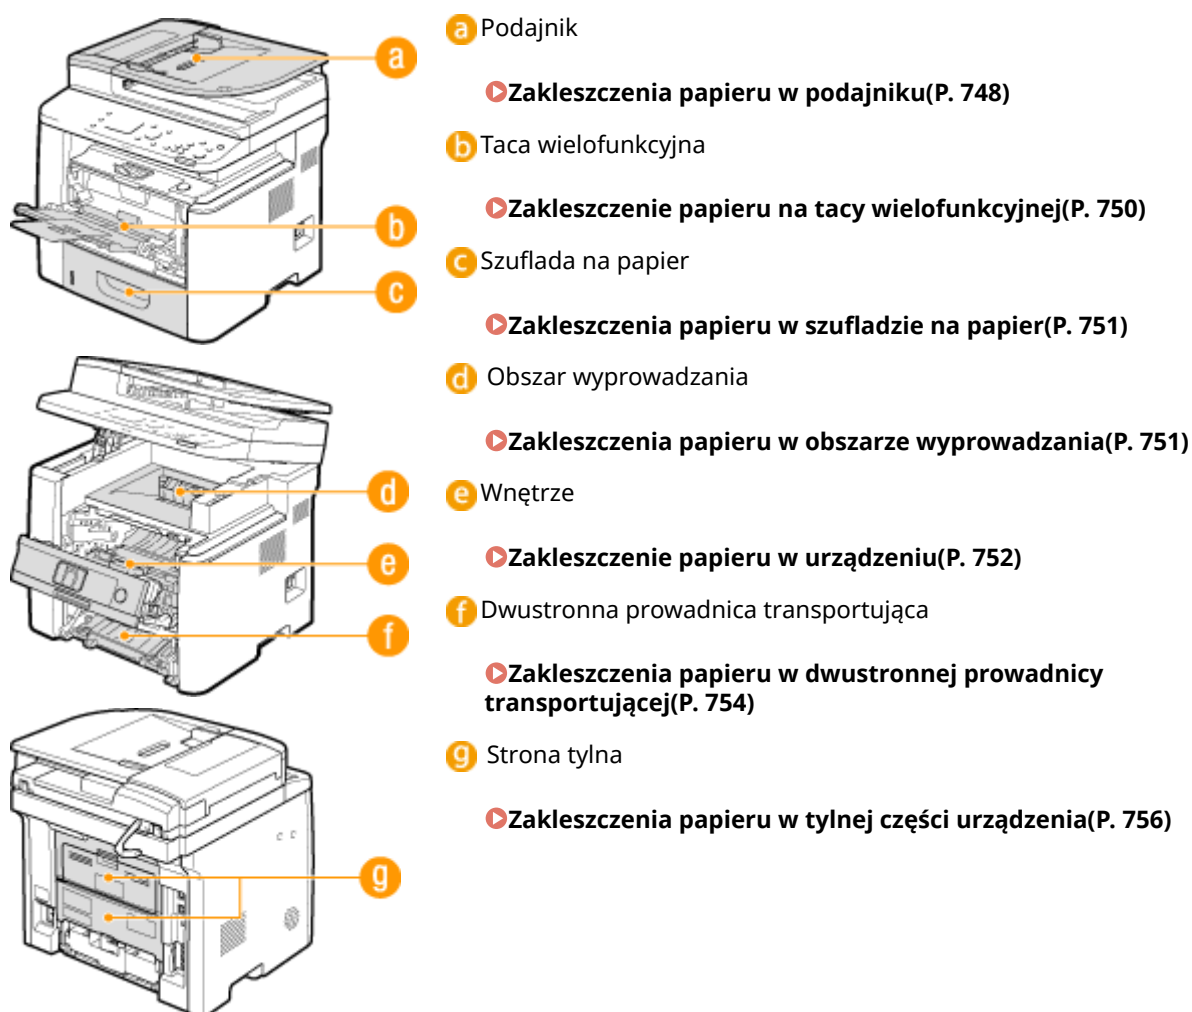 a Podajnik
Zakleszczenia papieru w podajniku(P. 748)
b Taca wielofunkcyjna
Zakleszczenie papieru na tacy wielofunkcyjnej(P. 750)
c Szuflada na papier
Zakleszczenia papieru w szufladzie na papier(P. 751)
d Obszar wyprowadzania
Zakleszczenia papieru w obszarze wyprowadzania(P. 751)
e Wnętrze
Zakleszczenie papieru w urządzeniu(P. 752)
f Dwustronna prowadnica transportująca
Zakleszczenia papieru w dwustronnej prowadnicy
transportującej(P. 754)
g Strona tylna
Zakleszczenia papieru w tylnej części urządzenia(P. 756)
a
b
c
d
e
f
g